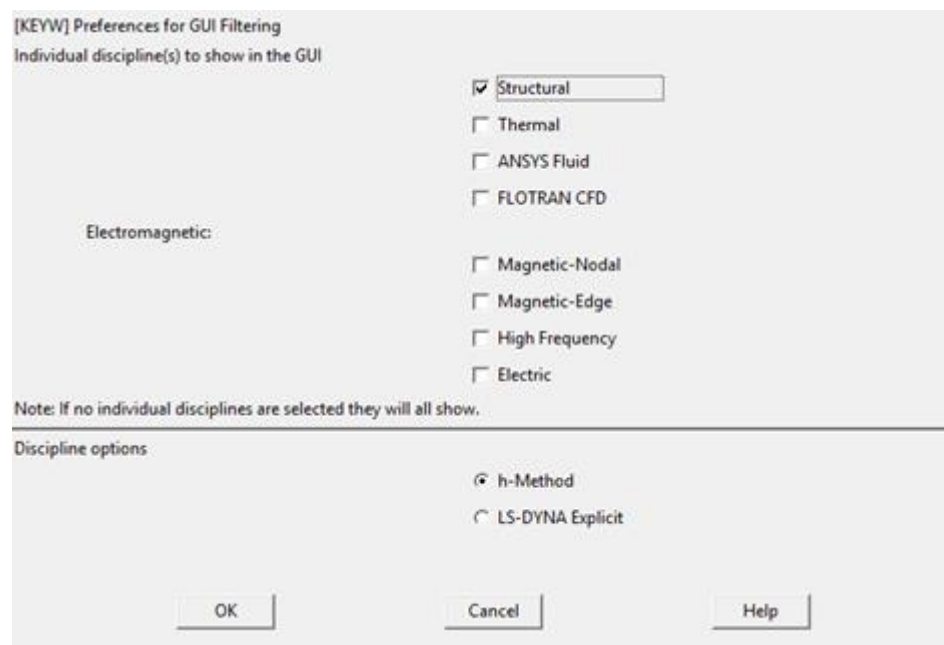 [KEYW] Preferences for GUI Filtering
Individual discipline(s) to show in the GUI
Structural
Thermal
ANSYS Fluid
FLOTRAN CFD
Electromagnetic:
Magnetic-Nodal
Magnetic-Edge
High Frequency
Electric
Note: If no individual disciplines are selected they will all show.
Discipline options
h-Method
LS-DYNA Explicit
OK Cancel Help